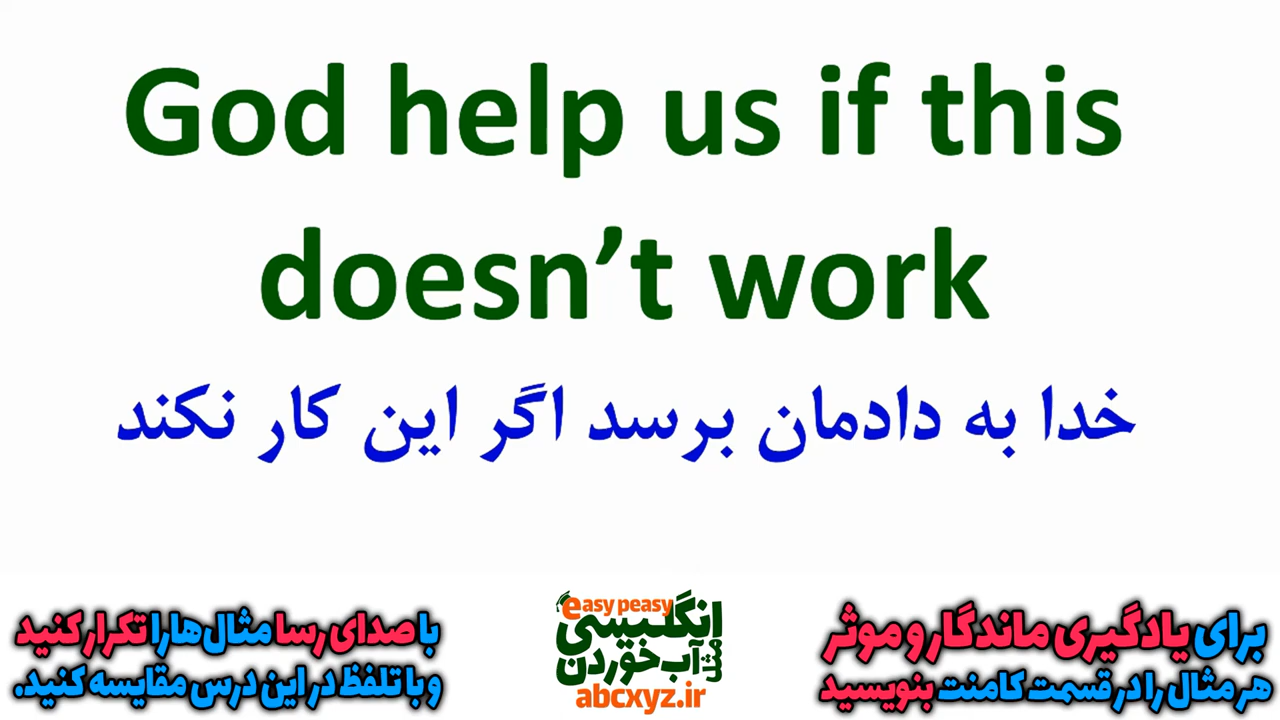 God help us if this
doesn’t work
خدا به دادمان برسد اگر این کار نکند
برای یادگیری ماندگار و موثر
هر مثال را در قسمت کامنت بنویسید
easy peasy
انگلیسی
مثل آب خوردن
abcxyz.ir
با صدای رسا مثال‌ها را تکرار کنید
و با تلفظ در این درس مقایسه کنید.